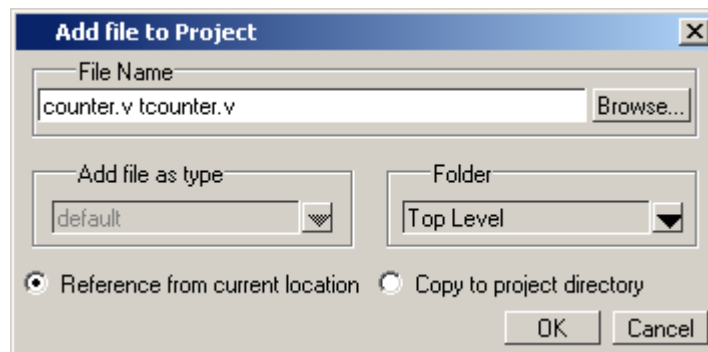 Add file to Project
File Name
counter.v tcounter.v Browse...
Add file as type Folder
default Top Level
Reference from current location Copy to project directory
OK Cancel